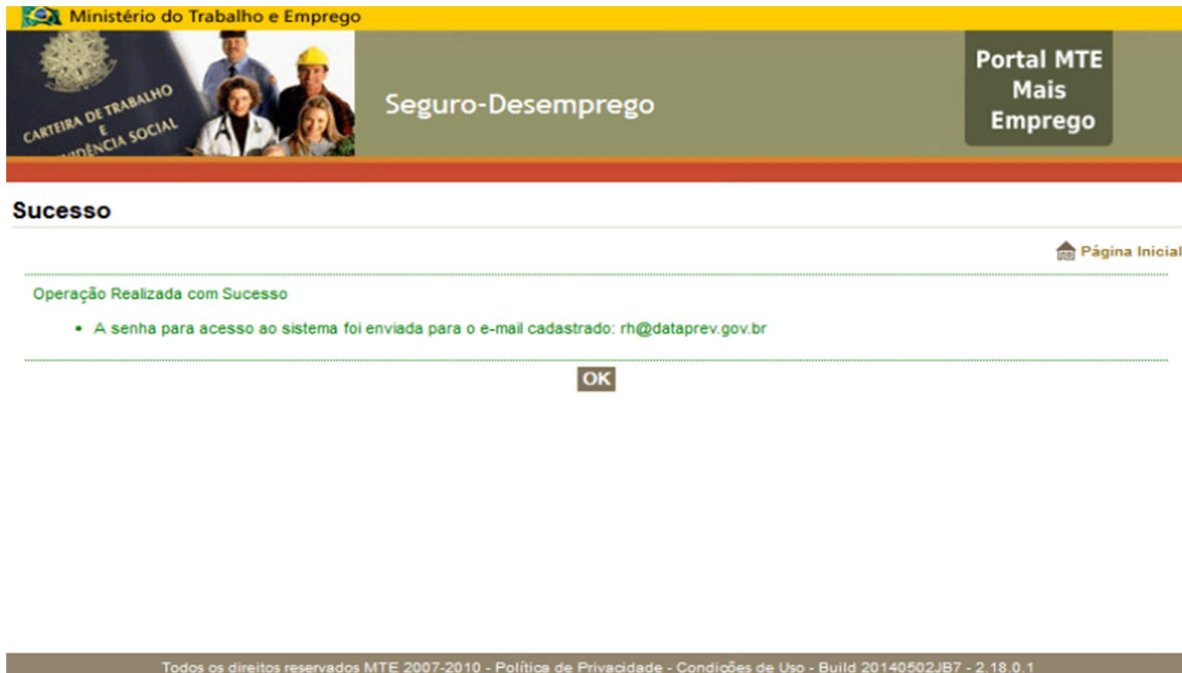 Ministério do Trabalho e Emprego
CARTEIRA DE TRABALHO
E
SOCIAL
Seguro-Desemprego
Portal MTE
Mais
Emprego
Sucesso
Página Inicial
Operação Realizada com Sucesso
• A senha para acesso ao sistema foi enviada para o e-mail cadastrado: rh@dataprev.gov.br
OK
Todos os direitos reservados MTE 2007-2010 - Política de Privacidade - Condições de Uso - Build 20140502JB7 - 2.18.0.1